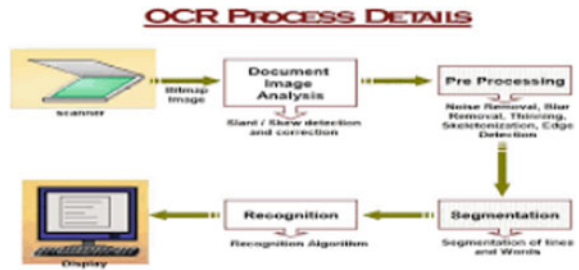 OCR PROCESS DETAILS
Scanner
Bitmap
Image
Document
Image
Analysis
Slant / Skew detection
and correction
Pre Processing
Noise Removal, Blur
Removal, Thinning,
Skeletonization, Edge
Detection
Segmentation
Segmentation of lines
and Words
Recognition
Recognition Algorithm
Display